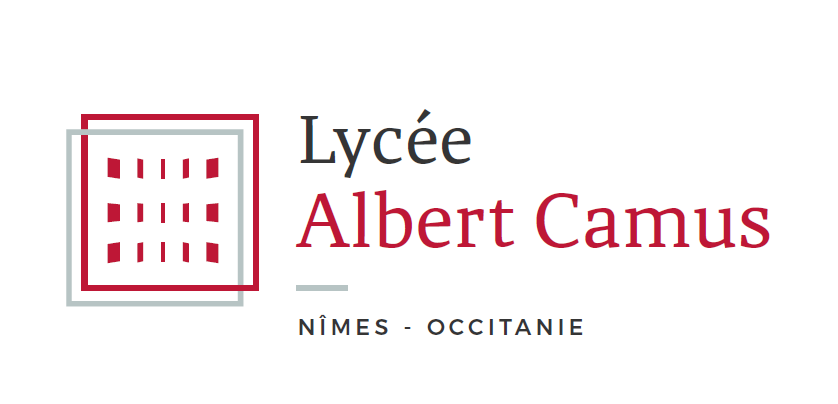 Lycée
Albert Camus
NÎMES - OCCITANIE